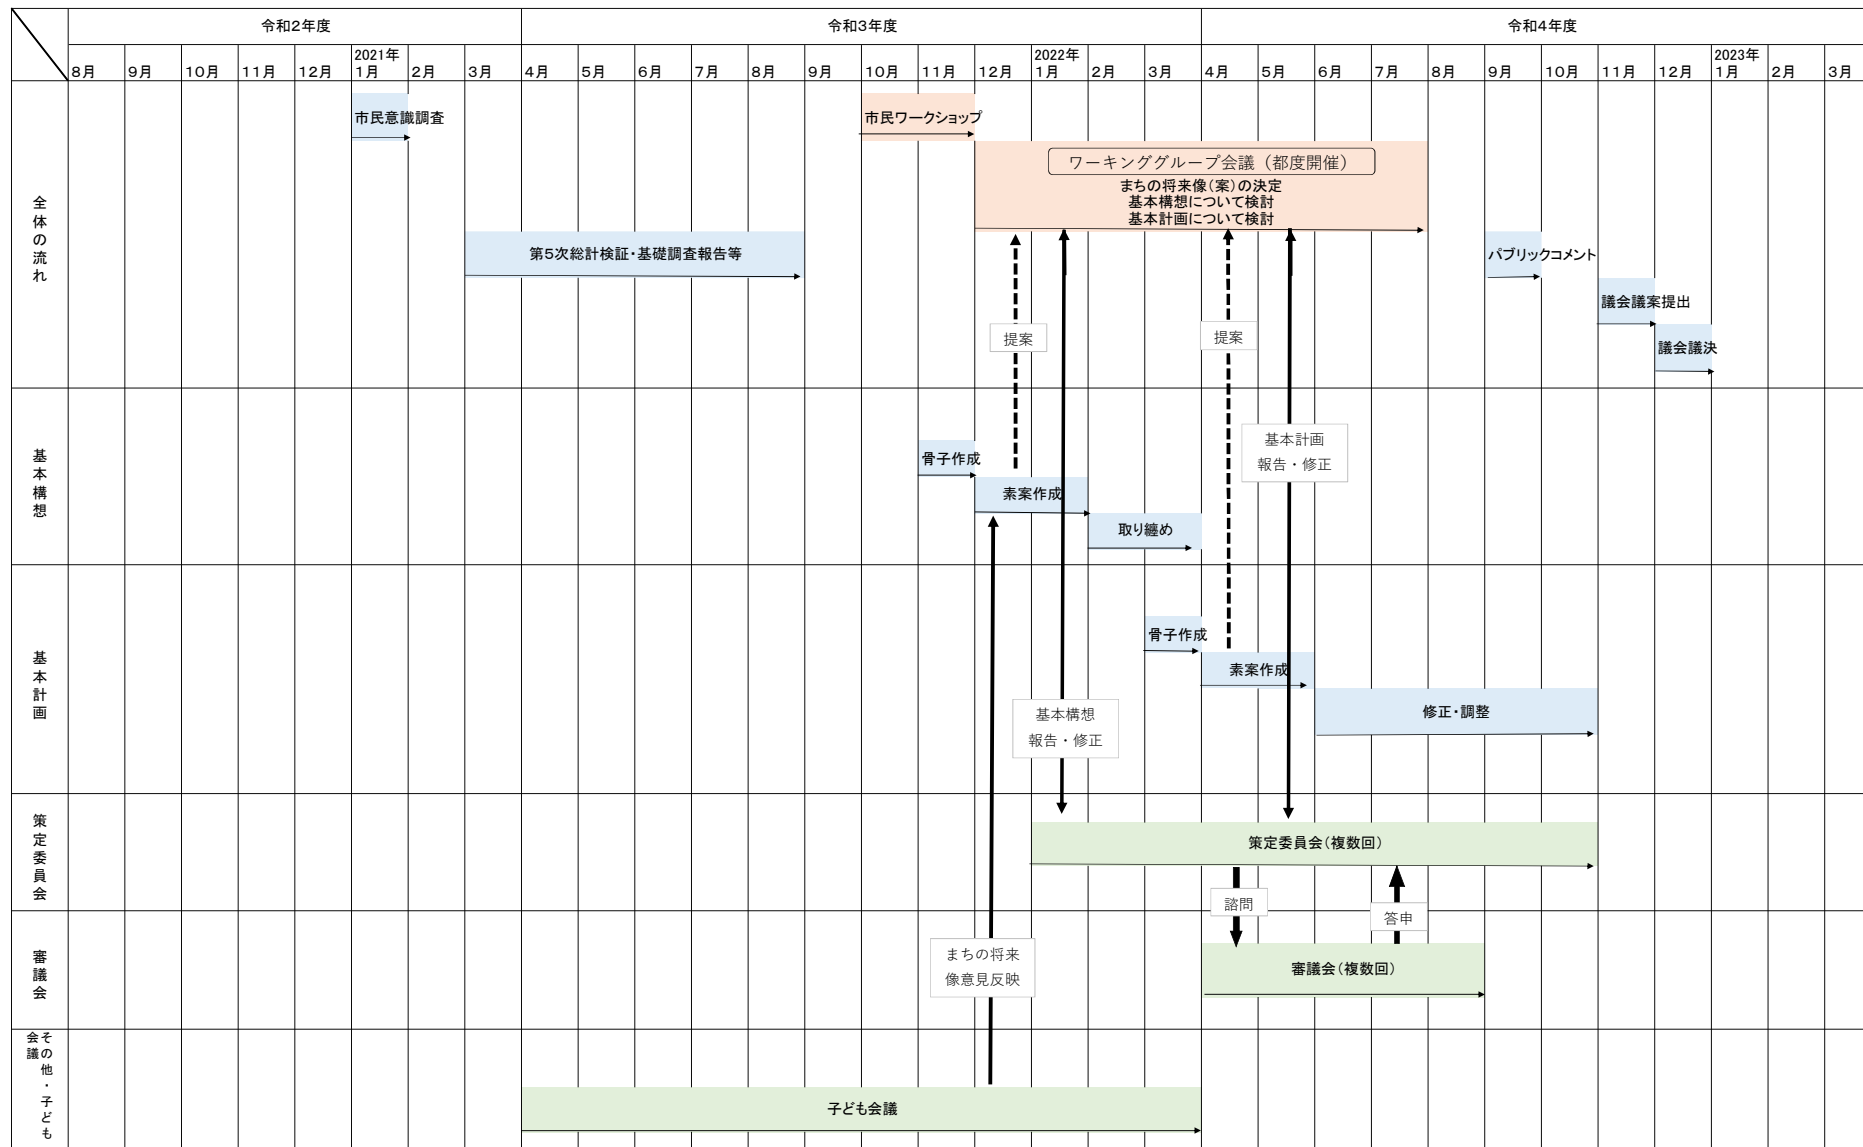 令和2年度
令和3年度
令和4年度
8月
9月
10月
11月
12月
2021年
1月
2月
3月
4月
5月
6月
7月
8月
9月
10月
11月
12月
2022年
1月
2月
3月
4月
5月
6月
7月
8月
9月
10月
11月
12月
2023年
1月
2月
3月
全体の流れ
市民意識調査
市民ワークショップ
ワーキンググループ会議（都度開催）
まちの将来像（案）の決定
基本構想について検討
基本計画について検討
第5次総計検証・基礎調査報告等
パブリックコメント
議会議案提出
議会議決
提案
提案
基本構想
骨子作成
素案作成
取り纏め
基本計画
報告・修正
基本計画
骨子作成
素案作成
修正・調整
基本構想
報告・修正
策定委員会
策定委員会（複数回）
諮問
答申
審議会
審議会（複数回）
まちの将来
像意見反映
その他・子ども
会議
子ども会議